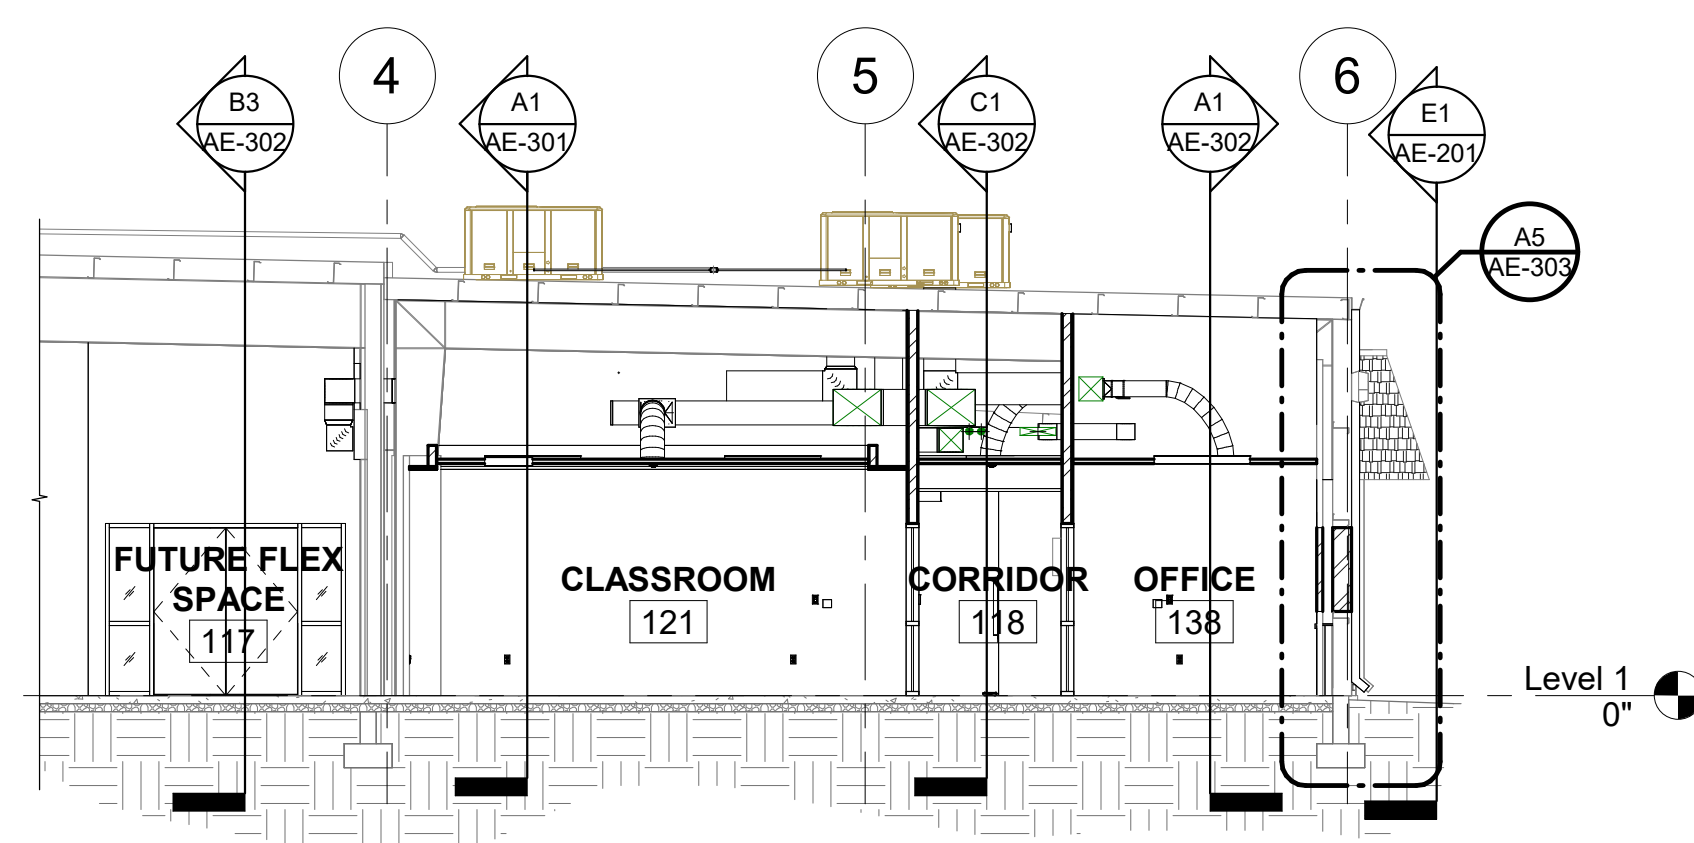 4
5
6
B3
AE-302
A1
AE-301
C1
AE-302
A1
AE-302
E1
AE-201
A5
AE-303
FUTURE FLEX
SPACE
117
CLASSROOM
121
CORRIDOR
118
OFFICE
138
Level 1
0"